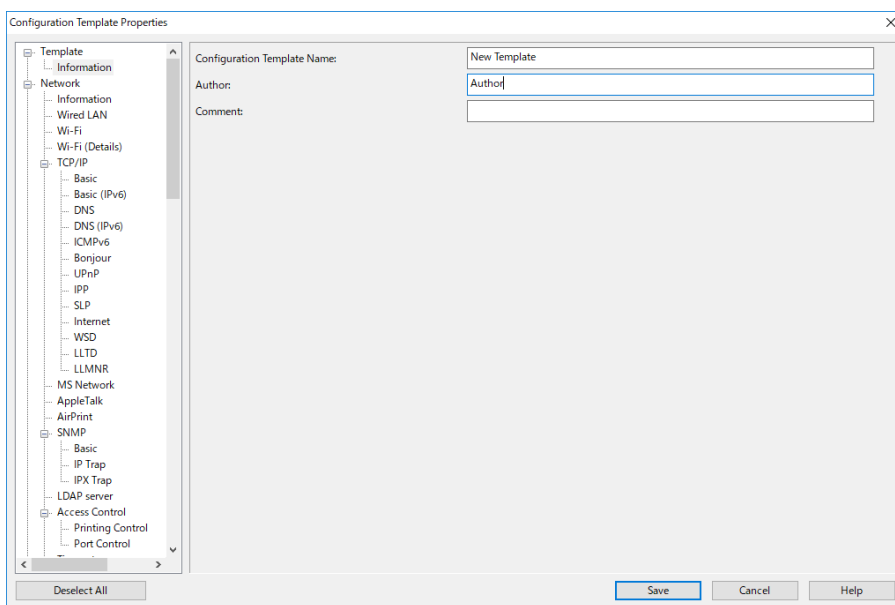 Configuration Template Properties
Template
Information
Network
Information
Wired LAN
Wi-Fi
Wi-Fi (Details)
TCP/IP
Basic
Basic (IPv6)
DNS
DNS (IPv6)
ICMPv6
Bonjour
UPnP
IPP
SLP
Internet
WSD
LLTD
LLMNR
MS Network
AppleTalk
AirPrint
SNMP
Basic
IP Trap
IPX Trap
LDAP server
Access Control
Printing Control
Port Control
Configuration Template Name: New Template
Author: Author
Comment:
Deselect All Save Cancel Help